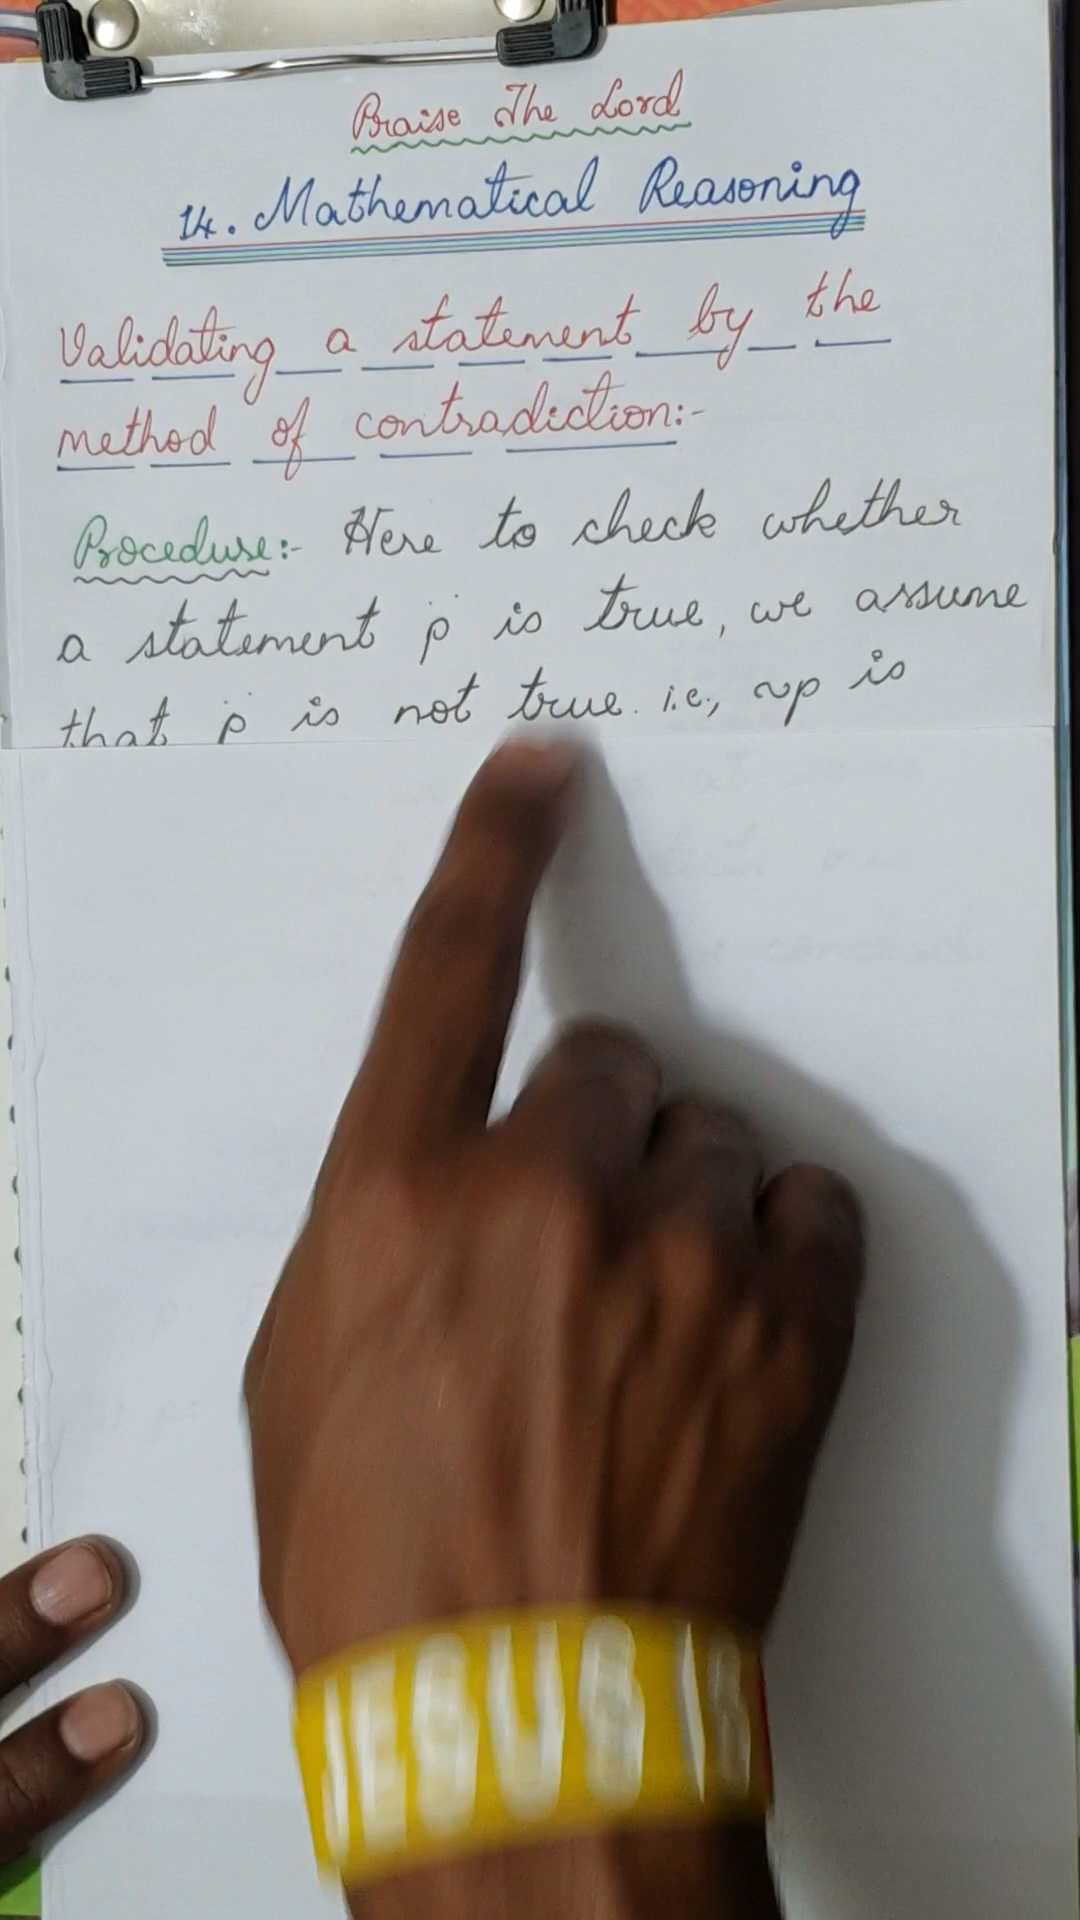 Praise The Lord
14. Mathematical Reasoning
Validating a statement by the
method of contradiction:-
Procedure:- Here to check whether
a statement p is true, we assume
that p is not true. i.e., ~p is
JESUS IS